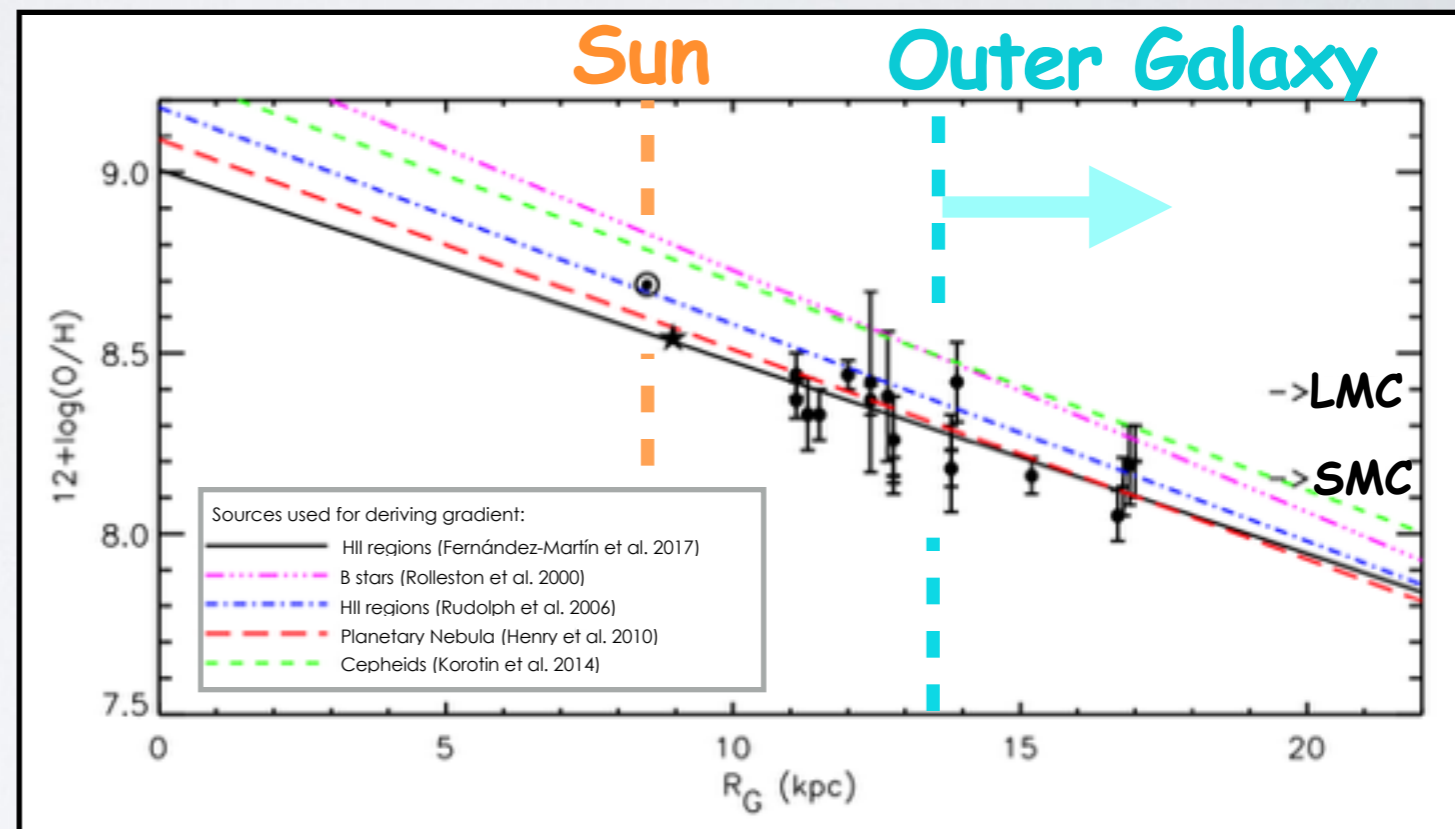 Sun Outer Galaxy
9.0
8.5
8.0
7.5
12+log(O/H)
->LMC
->SMC
Sources used for deriving gradient:
HII regions (Fernández-Martín et al. 2017)
B stars (Rolleston et al. 2000)
HII regions (Rudolph et al. 2006)
Planetary Nebula (Henry et al. 2010)
Cepheids (Korotin et al. 2014)
0 5 10 15 20
R_G (kpc)